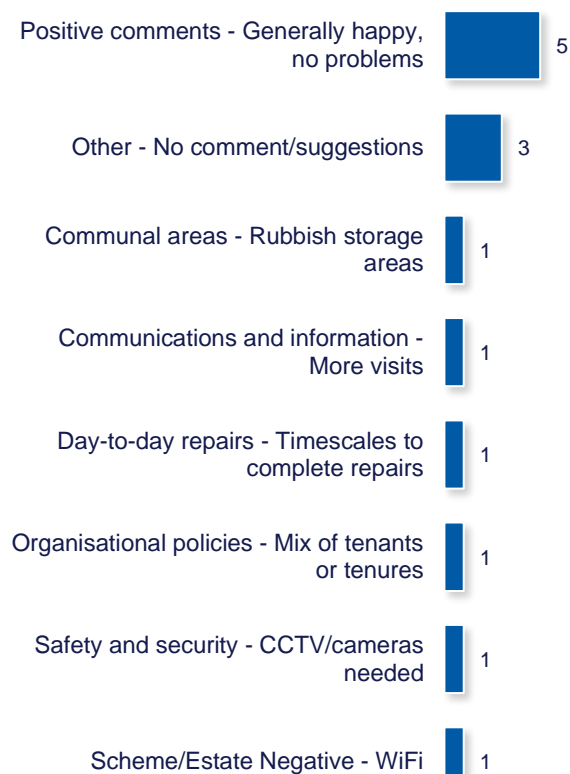 Positive comments - Generally happy,
no problems
5
Other - No comment/suggestions
3
Communal areas - Rubbish storage
areas
1
Communications and information -
More visits
1
Day-to-day repairs - Timescales to
complete repairs
1
Organisational policies - Mix of tenants
or tenures
1
Safety and security - CCTV/cameras
needed
1
Scheme/Estate Negative - WiFi
1